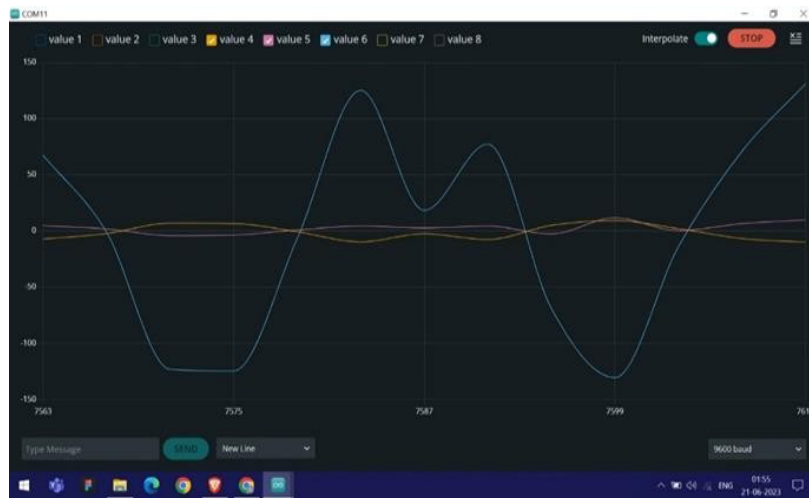 COM11
value 1 value 2 value 3 value 4 value 5 value 6 value 7 value 8 Interpolate STOP
150
100
50
0
-50
-100
-150
7563 7575 7587 7599 761
Type Message SEND New Line 9600 baud
ENG 01:55
21-06-2023